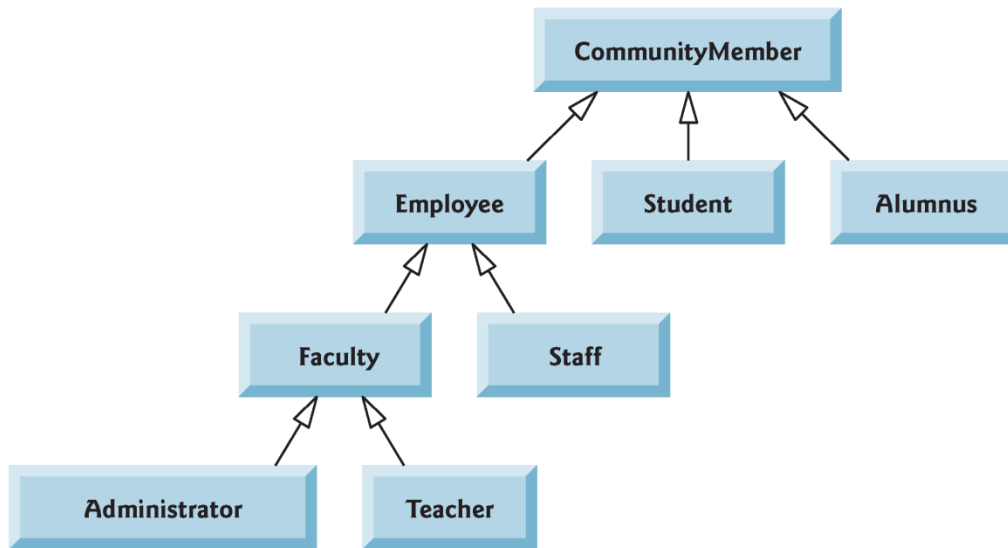 CommunityMember
Employee
Student
Alumnus
Faculty
Staff
Administrator
Teacher